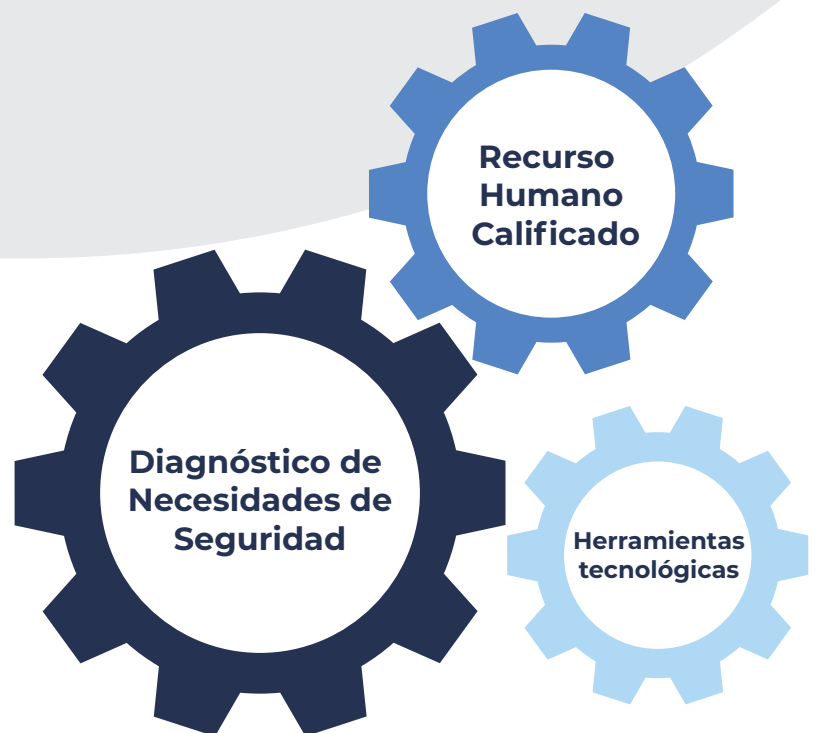 Recurso
Humano
Calificado
Diagnóstico de
Necesidades de
Seguridad
Herramientas
tecnológicas